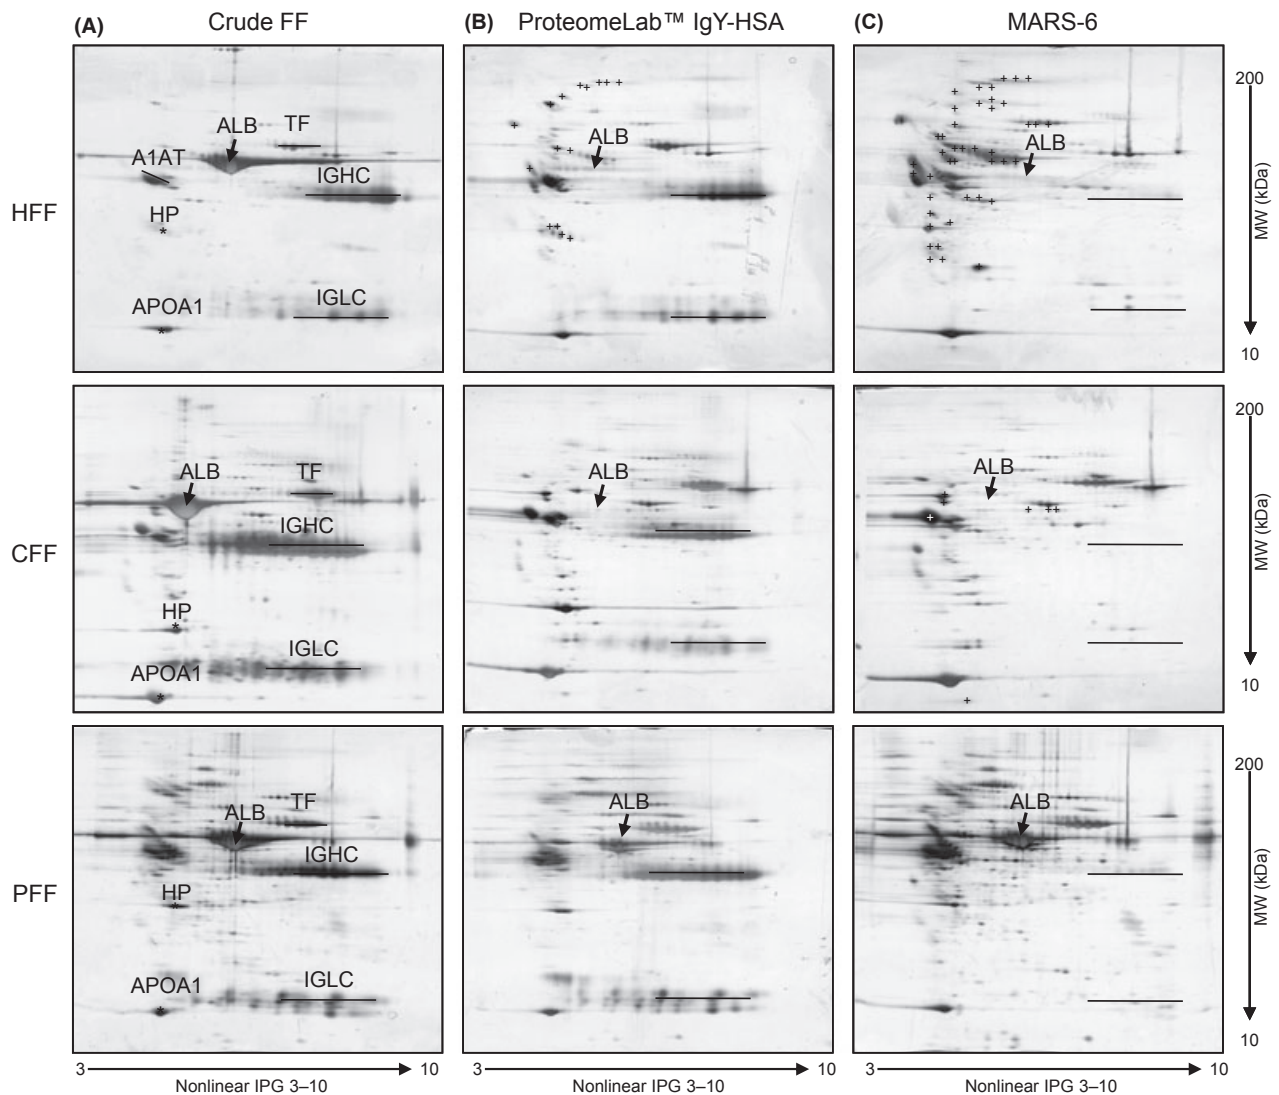 (A) Crude FF
(B) ProteomeLab™ IgY-HSA
(C) MARS-6
HFF
ALB
TF
A1AT
IGHC
HP
*
IGLC
APOA1
*
ALB
ALB
200
MW (kDa)
10
CFF
ALB
TF
IGHC
HP
*
IGLC
APOA1
*
ALB
ALB
200
MW (kDa)
10
PFF
ALB
TF
IGHC
HP
*
IGLC
APOA1
*
ALB
ALB
200
MW (kDa)
10
3 10
Nonlinear IPG 3–10
3 10
Nonlinear IPG 3–10
3 10
Nonlinear IPG 3–10